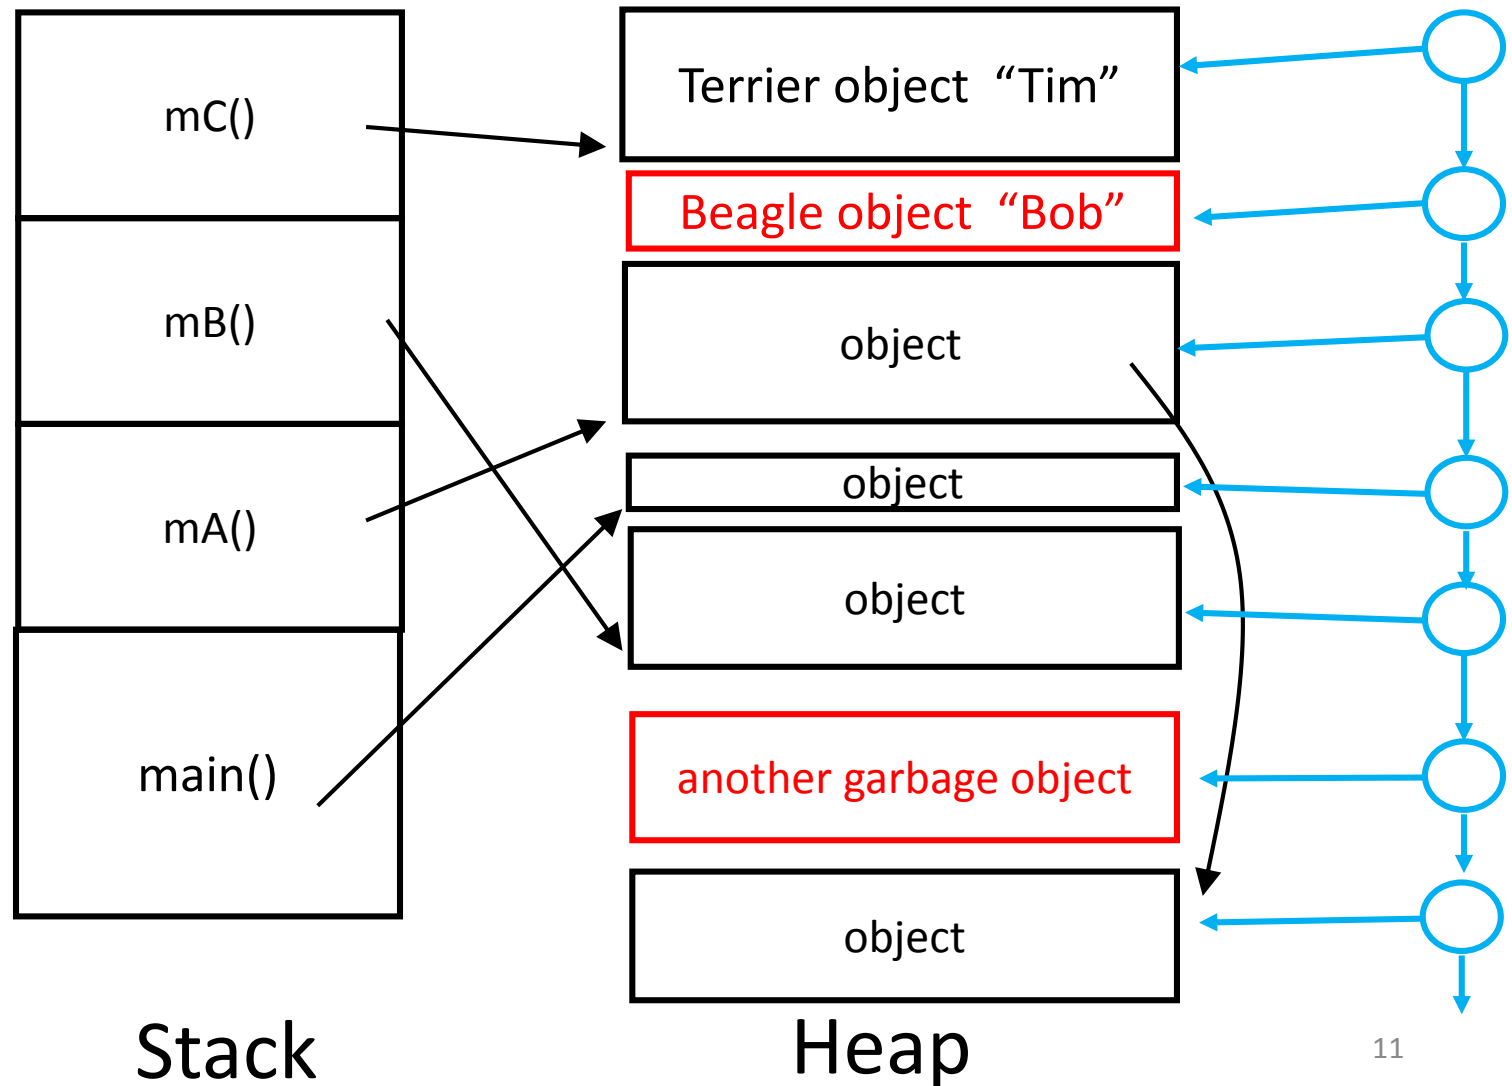 mC()
mB()
mA()
main()
Stack
Terrier object “Tim”
Beagle object “Bob”
object
object
object
another garbage object
object
Heap
11